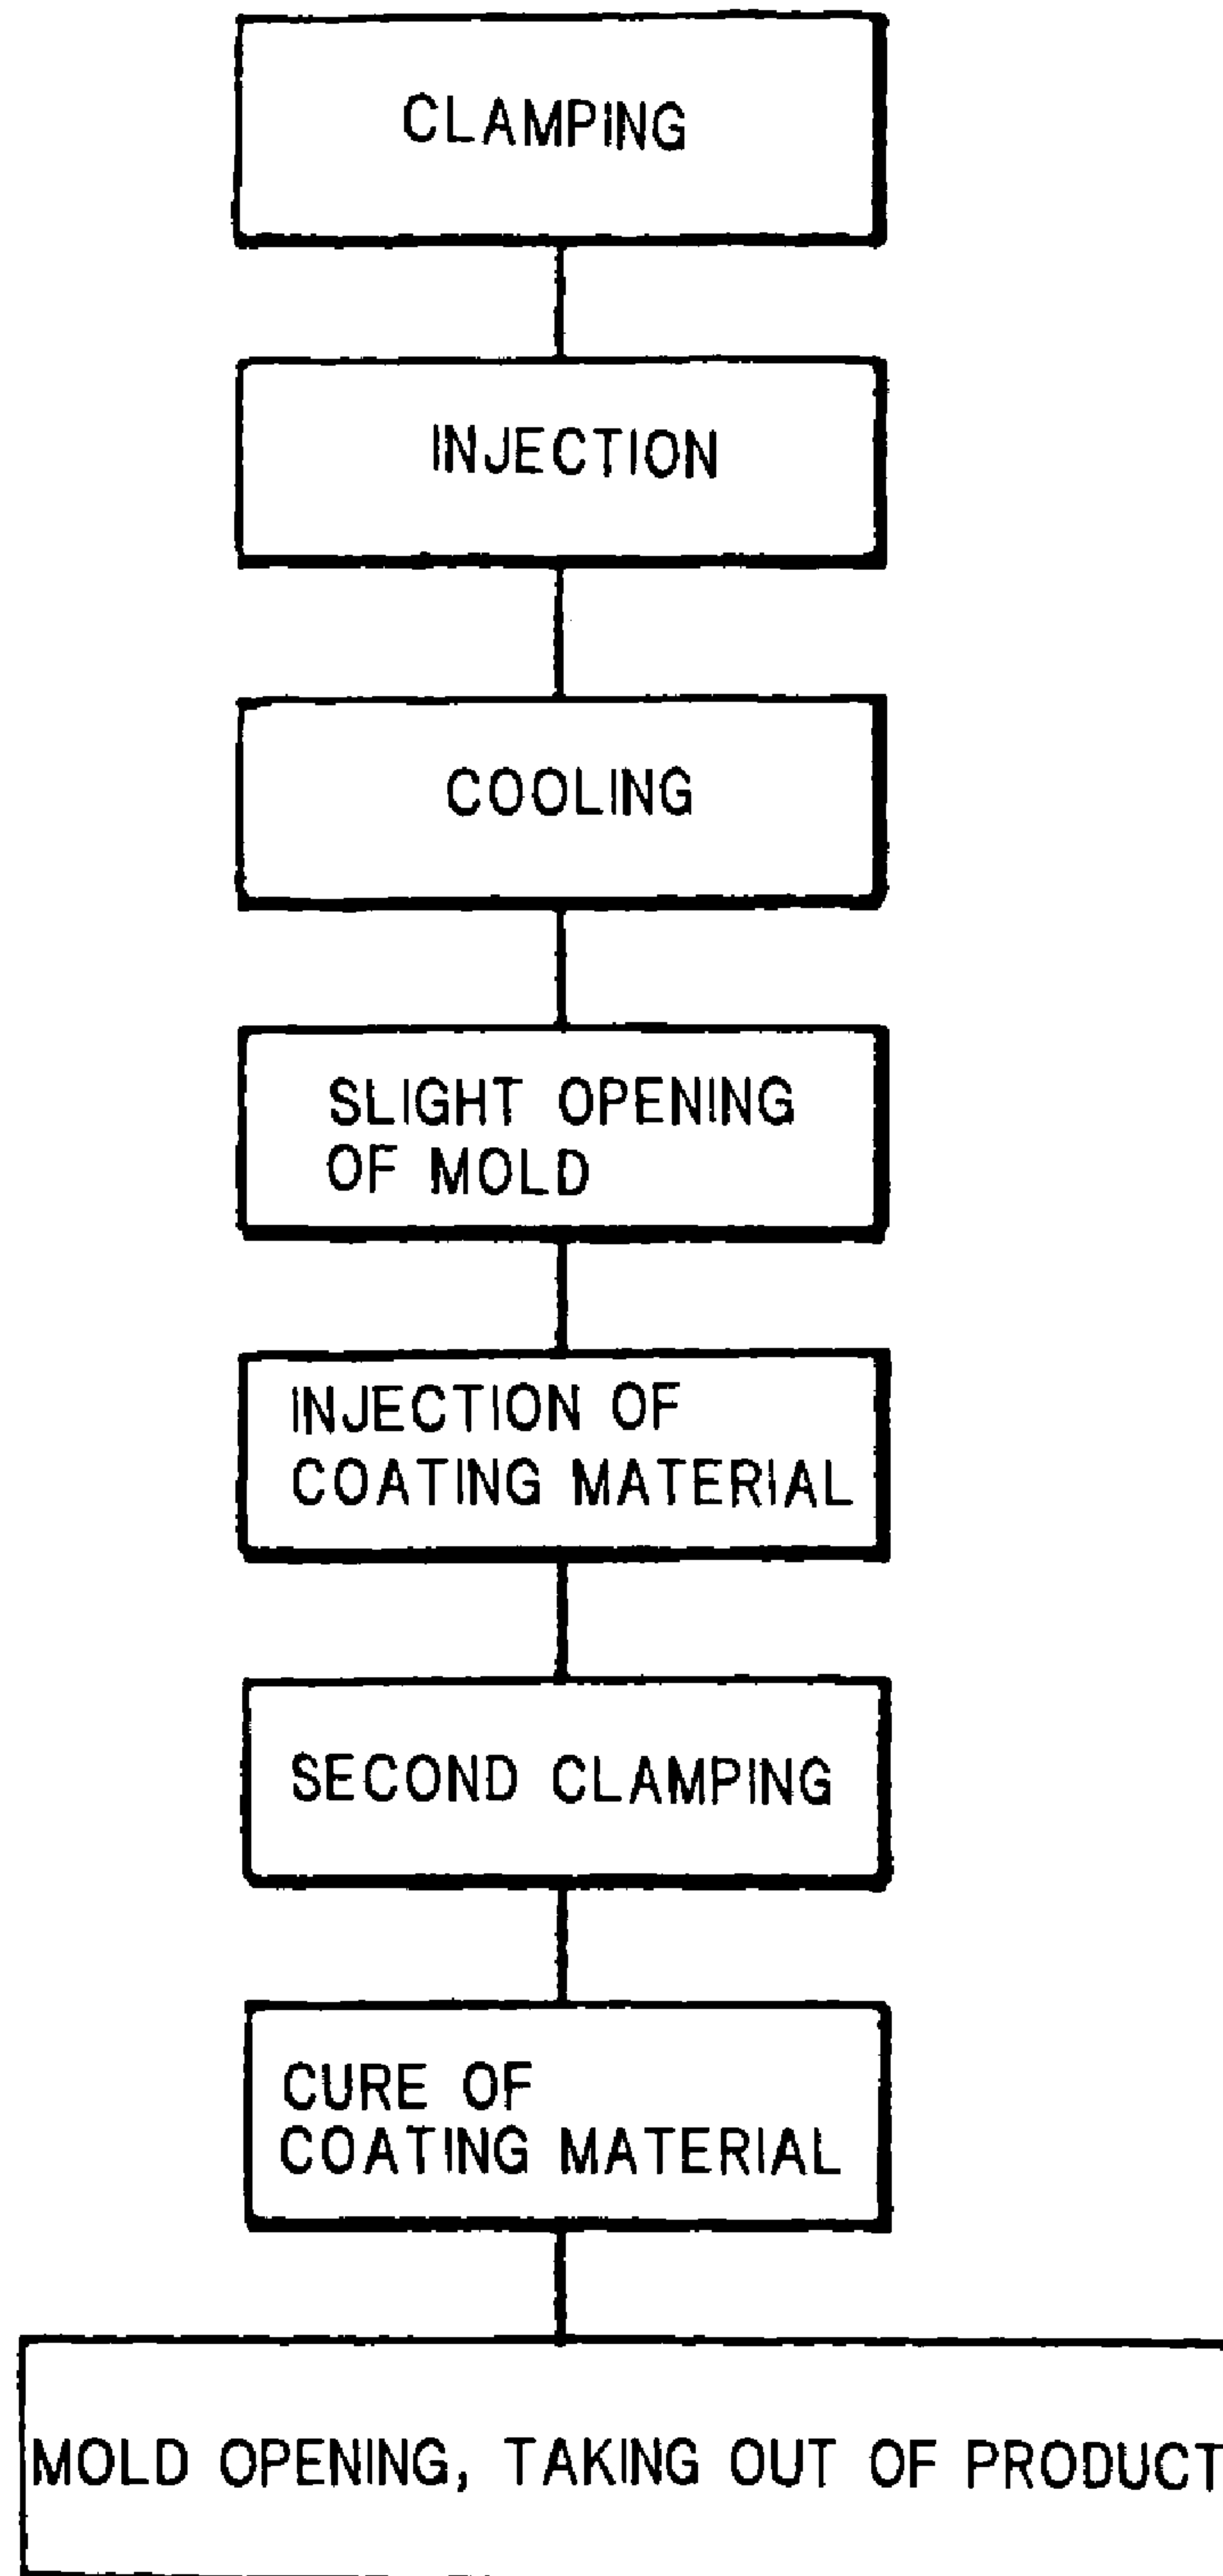 CLAMPING
INJECTION
COOLING
SLIGHT OPENING
OF MOLD
INJECTION OF
COATING MATERIAL
SECOND CLAMPING
CURE OF
COATING MATERIAL
MOLD OPENING, TAKING OUT OF PRODUCT